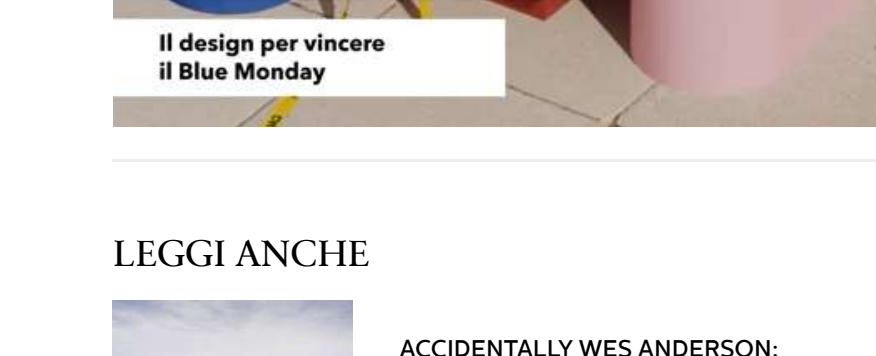 Il design per vincere
il Blue Monday
LEGGI ANCHE
ACCIDENTALLY WES ANDERSON: